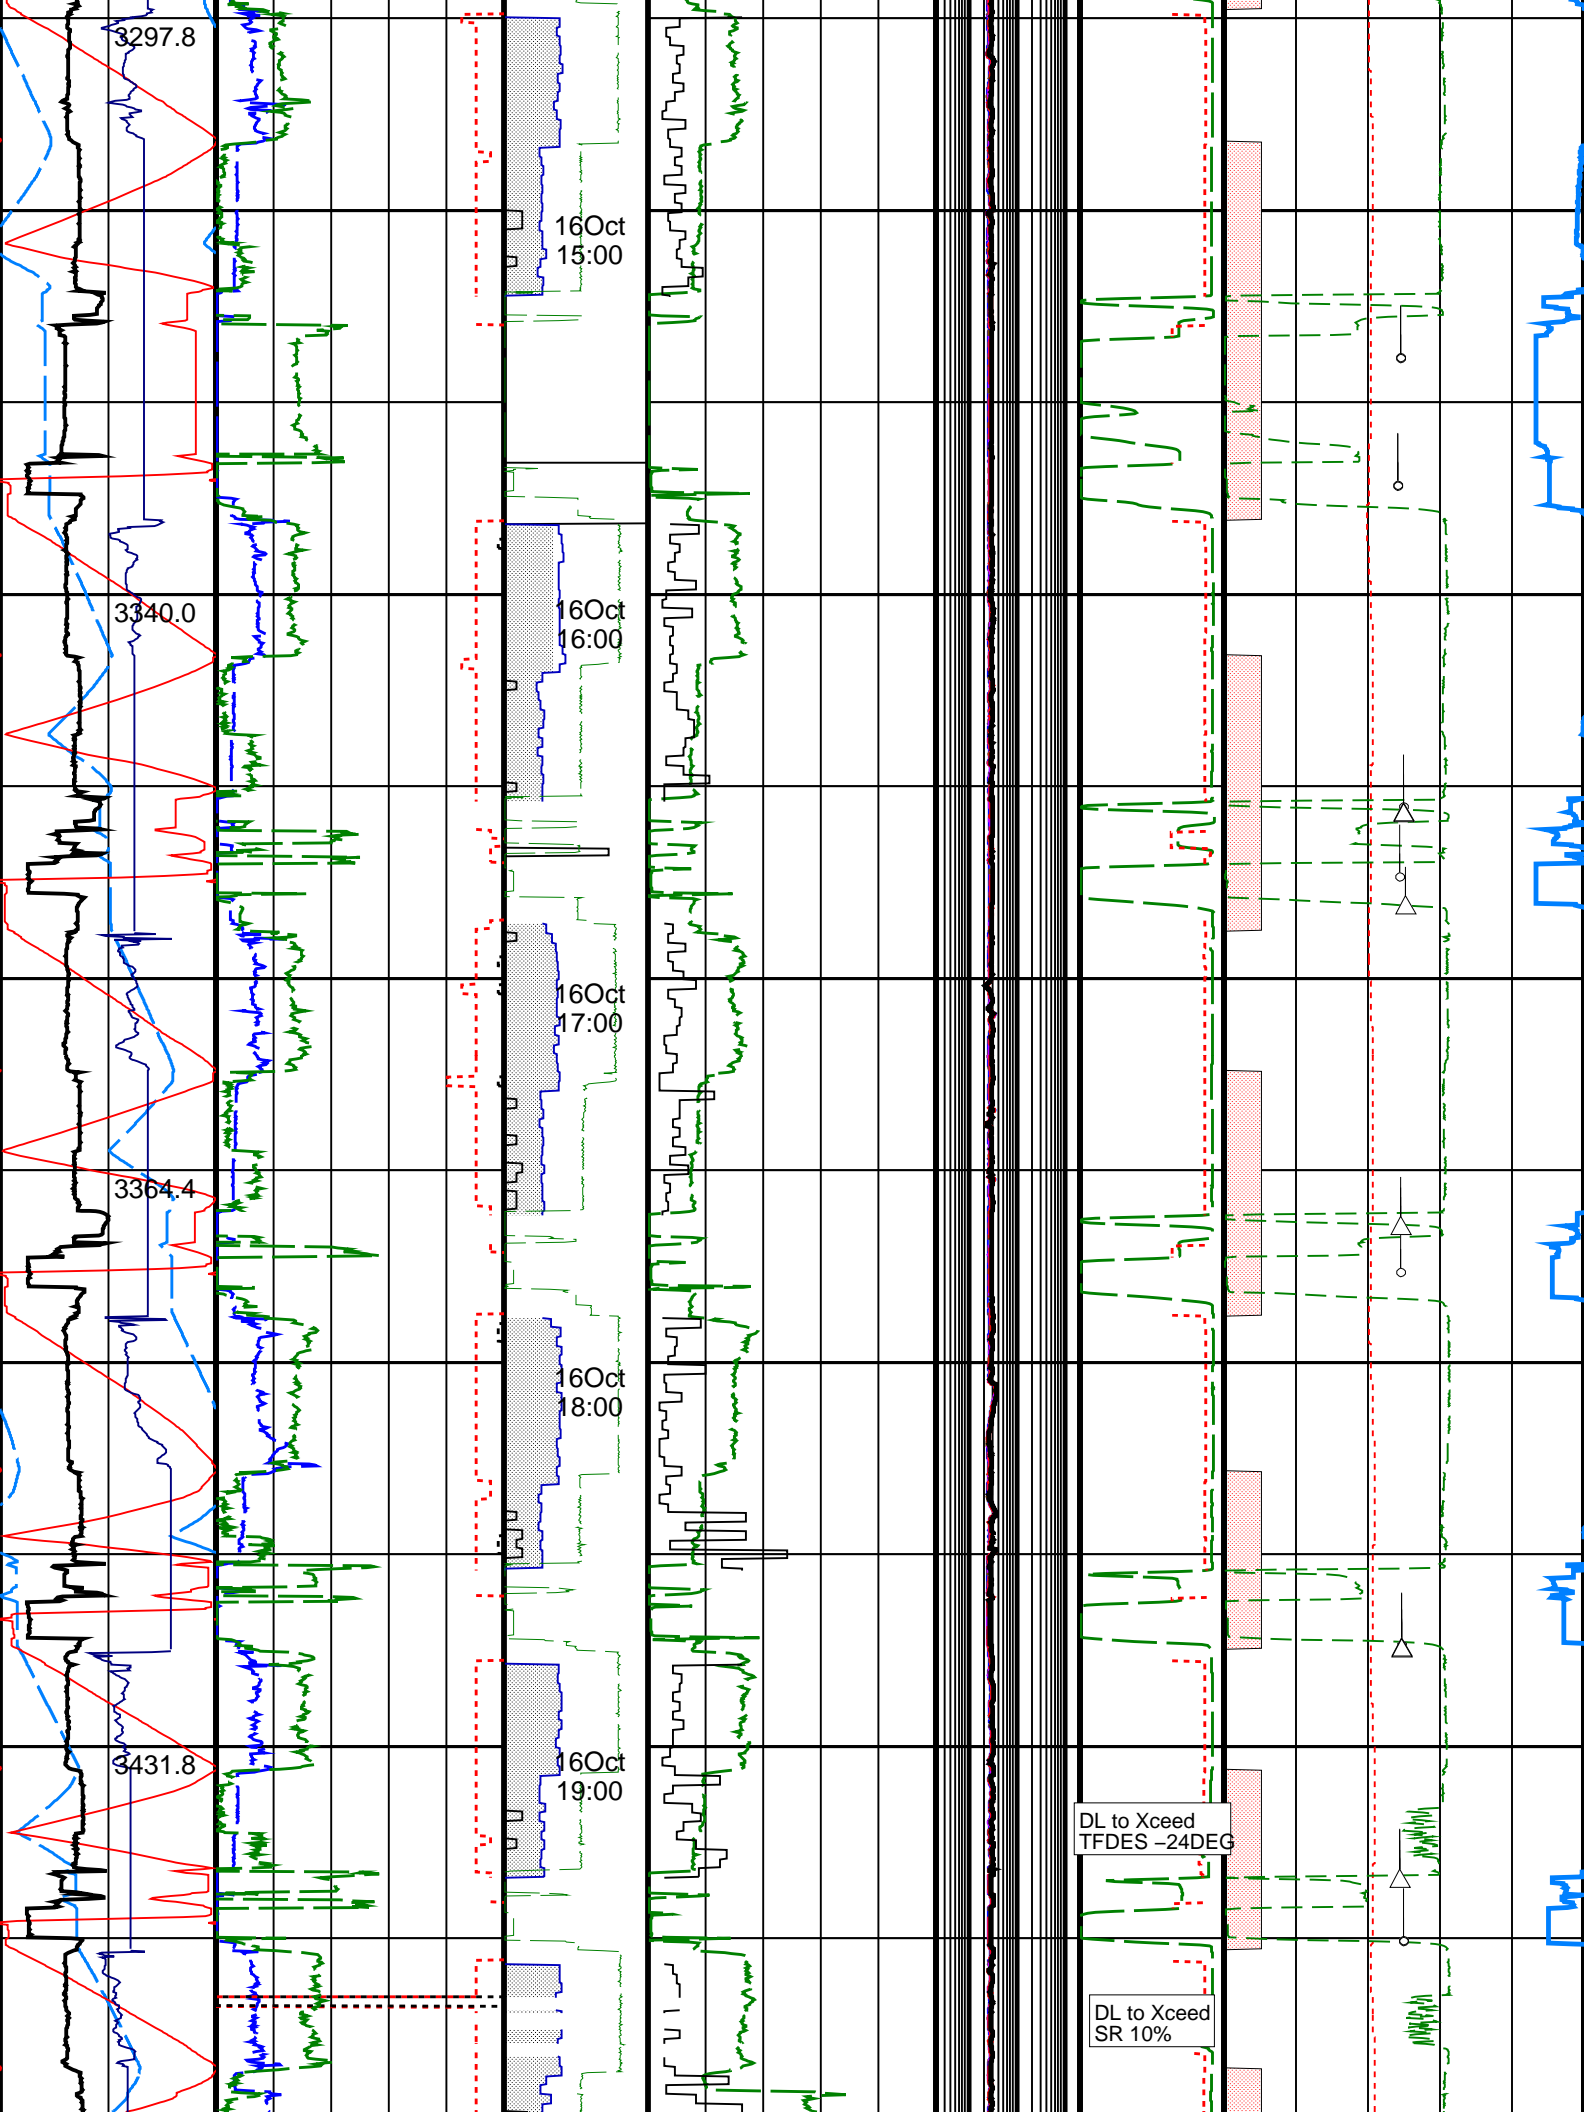 3297.8
16Oct
15:00
3340.0
16Oct
16:00
16Oct
17:00
3364.4
16Oct
18:00
3431.8
16Oct
19:00
DL to Xceed
TFDES –24DEG
DL to Xceed
SR 10%